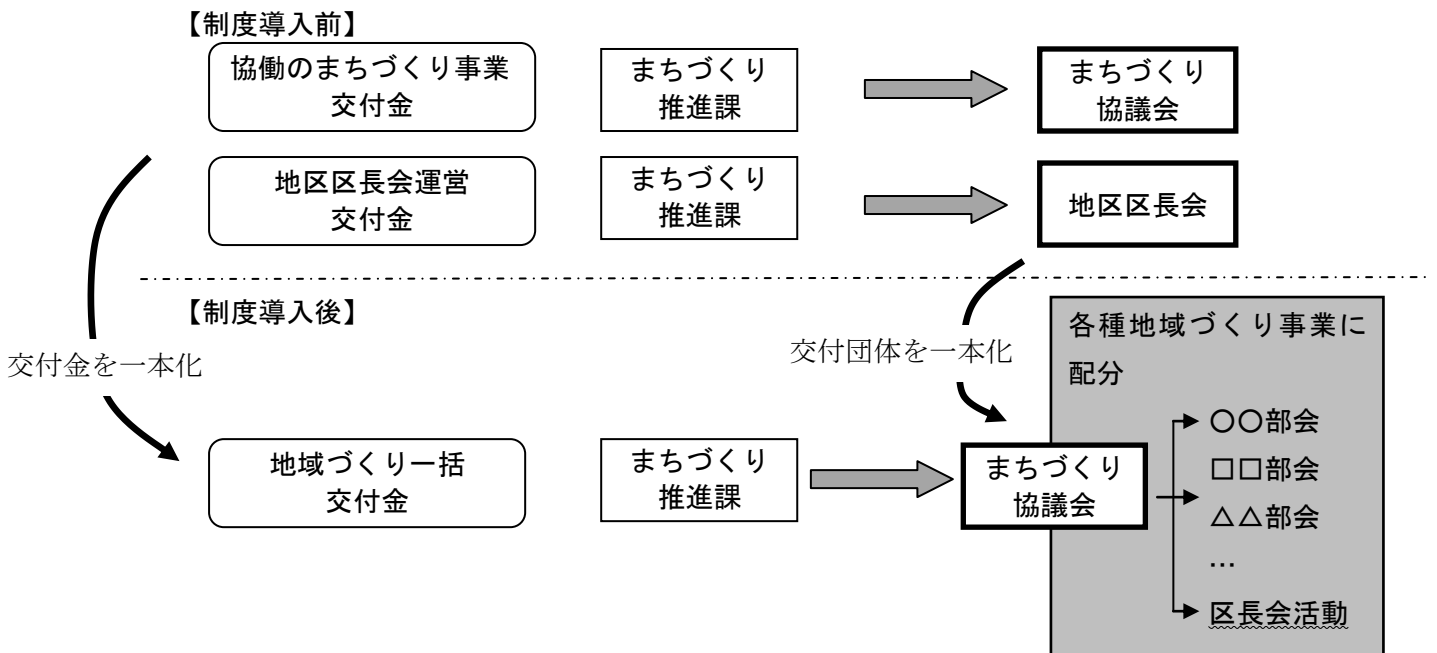 【制度導入前】
協働のまちづくり事業
交付金
まちづくり
推進課
まちづくり
協議会
地区区長会運営
交付金
まちづくり
推進課
地区区長会
【制度導入後】
交付金を一本化
交付団体を一本化
各種地域づくり事業に
配分
地域づくり一括
交付金
まちづくり
推進課
まちづくり
協議会
〇〇部会
□□部会
△△部会
…
区長会活動